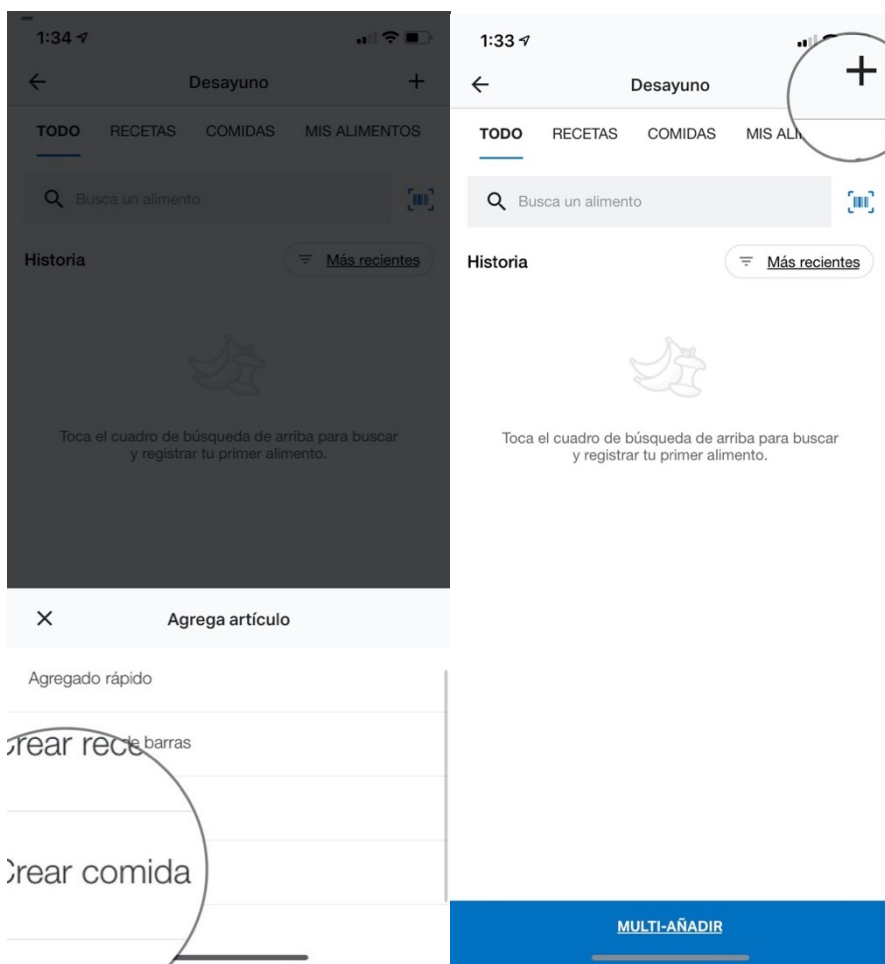 1:34
Desayuno
TODO RECETAS COMIDAS MIS ALIMENTOS
Busca un alimento
Historia Más recientes
Toca el cuadro de búsqueda de arriba para buscar
y registrar tu primer alimento.
Agrega artículo
Agregado rápido
de barras
Crear comida
1:33
Desayuno
TODO RECETAS COMIDAS MIS
Busca un alimento
Historia Más recientes
Toca el cuadro de búsqueda de arriba para buscar
y registrar tu primer alimento.
MULTI-AÑADIR